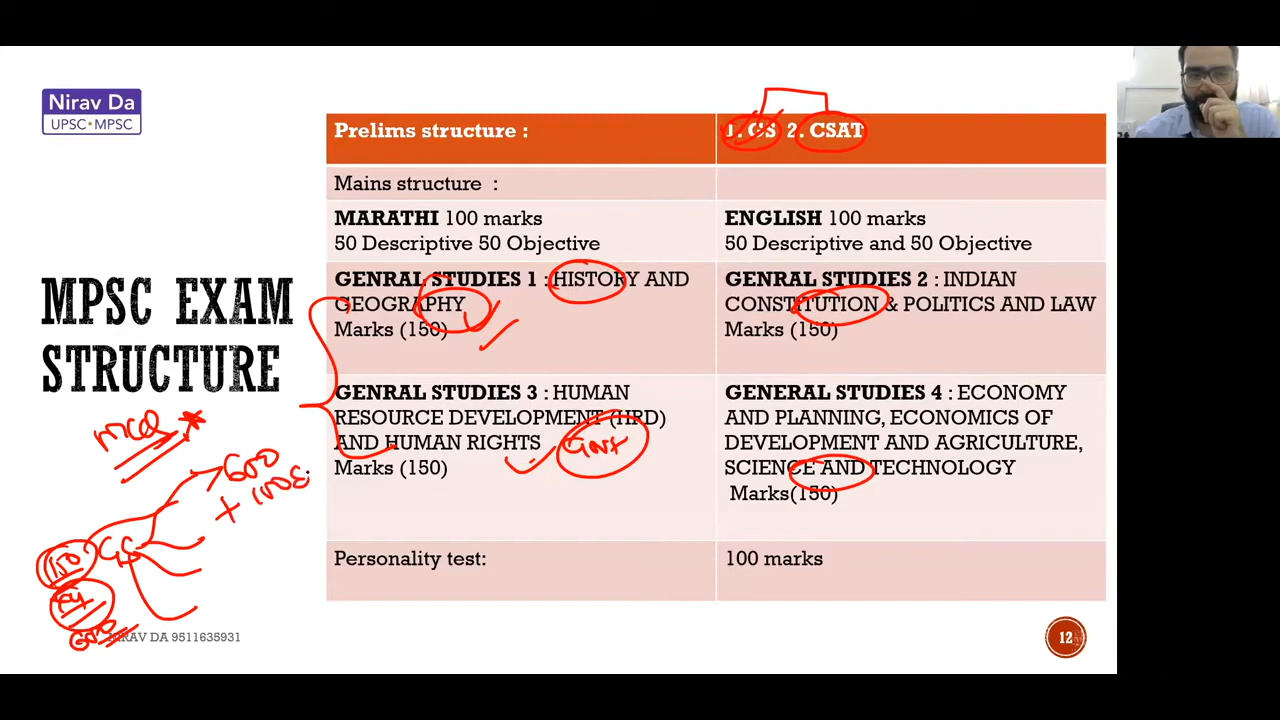 Nirav Da
UPSC • MPSC
MPSC EXAM
STRUCTURE
Prelims structure :
1. GS 2. CSAT
Mains structure :
MARATHI 100 marks
50 Descriptive 50 Objective
ENGLISH 100 marks
50 Descriptive and 50 Objective
GENRAL STUDIES 1 : HISTORY AND
GEOGRAPHY
Marks (150)
GENRAL STUDIES 2 : INDIAN
CONSTITUTION & POLITICS AND LAW
Marks (150)
GENRAL STUDIES 3 : HUMAN
RESOURCE DEVELOPMENT (HRD)
AND HUMAN RIGHTS
Marks (150)
GENERAL STUDIES 4 : ECONOMY
AND PLANNING, ECONOMICS OF
DEVELOPMENT AND AGRICULTURE,
SCIENCE AND TECHNOLOGY
Marks(150)
Personality test:
100 marks
MCQ
600
GS
150
600
NIRAV DA 9511635931
12